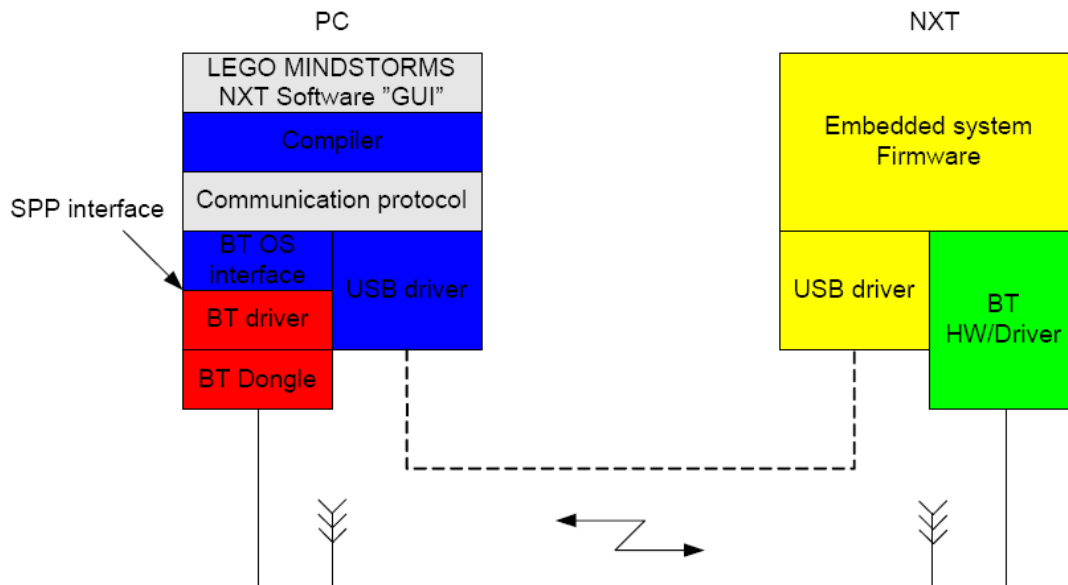 PC
NXT
LEGO MINDSTORMS
NXT Software ”GUI”
Compiler
Communication protocol
SPP interface
BT OS
interface
USB driver
BT driver
BT Dongle
Embedded system
Firmware
USB driver
BT
HW/Driver